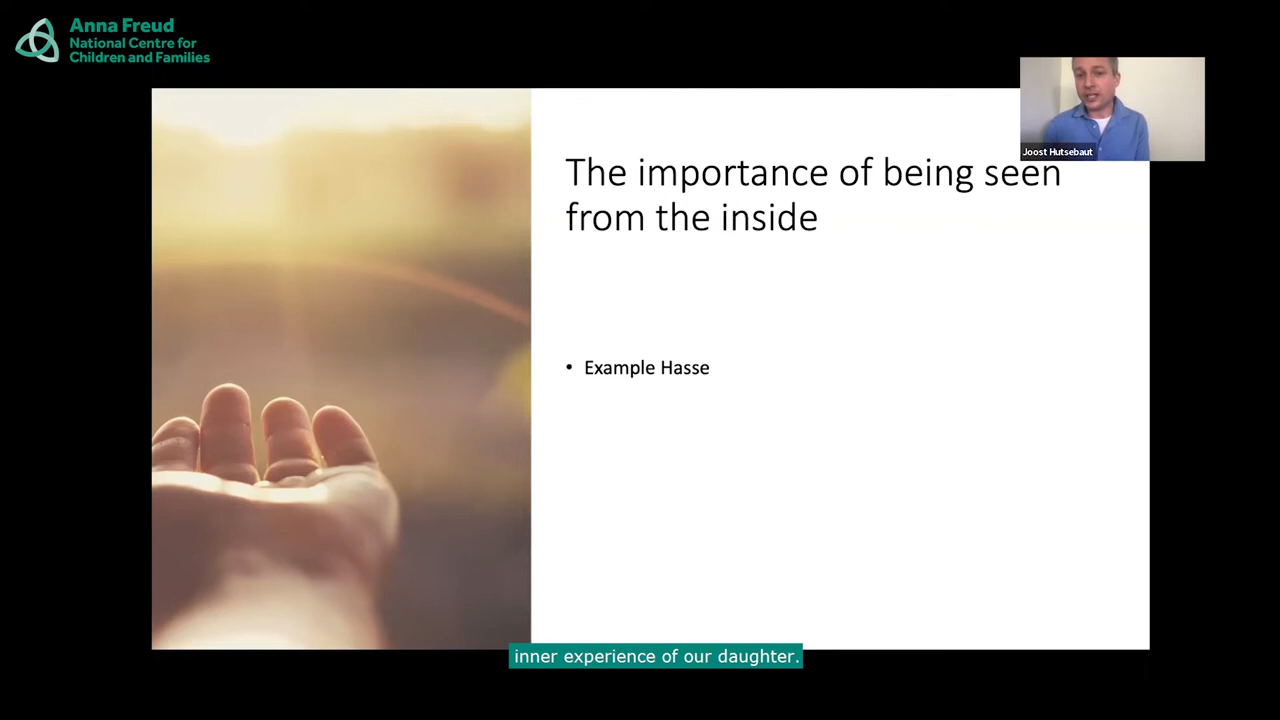 Anna Freud
National Centre for
Children and Families
Joost Hutsebaut
The importance of being seen
from the inside
• Example Hasse
inner experience of our daughter.